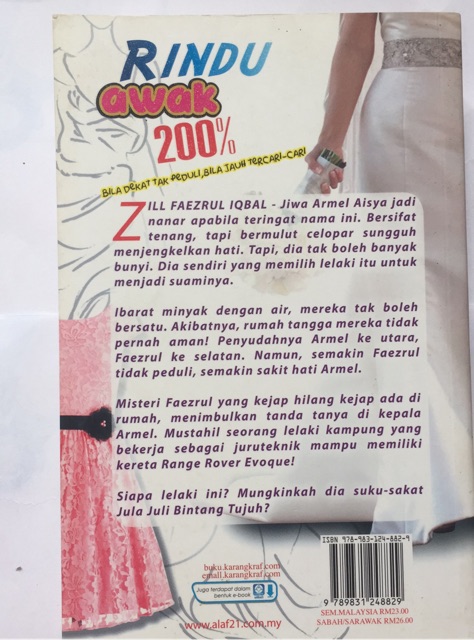 RINDU
awak
200%
BILA DEKAT TAK PEDULI, BILA JAUH TERCARI-CARI
ZILL FAEZRUL IQBAL - Jiwa Armel Aisya jadi
nanar apabila teringat nama ini. Bersifat
tenang, tapi bermulut celopar sungguh
menjengkelkan hati. Tapi, dia tak boleh banyak
bunyi. Dia sendiri yang memilih lelaki itu untuk
menjadi suaminya.
Ibarat minyak dengan air, mereka tak boleh
bersatu. Akibatnya, rumah tangga mereka tidak
pernah aman! Penyudahnya Armel ke utara,
Faezrul ke selatan. Namun, semakin Faezrul
tidak peduli, semakin sakit hati Armel.
Misteri Faezrul yang kejap hilang kejap ada di
rumah, menimbulkan tanda tanya di kepala
Armel. Mustahil seorang lelaki kampung yang
bekerja sebagai juruteknik mampu memiliki
kereta Range Rover Evoque!
Siapa lelaki ini? Mungkinkah dia suku-sakat
Jula Juli Bintang Tujuh?
ISBN 978-983-124-882-9
9 789831 248829
SEM.MALAYSIA RM23.00
SABAH/SARAWAK RM26.00
buku.karangkraf.com
emall.karangkraf.com
Juga terdapat dalam
bentuk e-book
www.alaf21.com.my